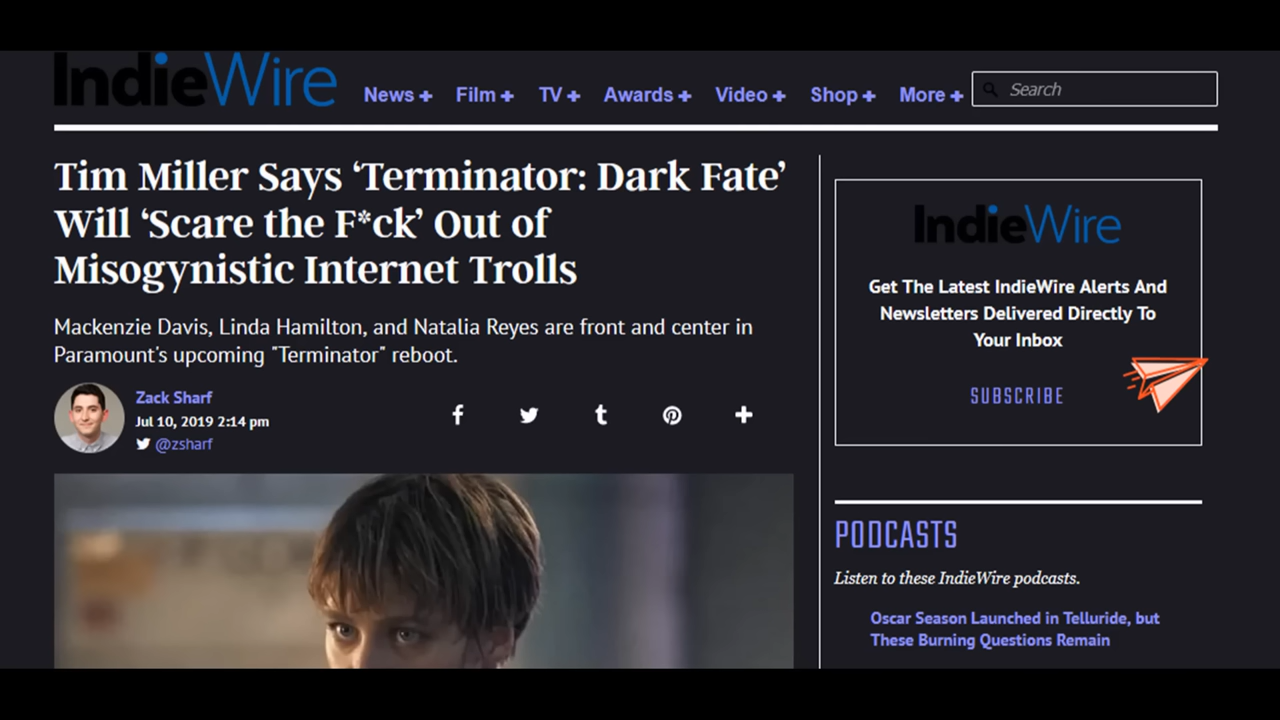 IndieWire
News + Film + TV + Awards + Video + Shop + More +
Search
Tim Miller Says ‘Terminator: Dark Fate’
Will ‘Scare the F*ck’ Out of
Misogynistic Internet Trolls
Mackenzie Davis, Linda Hamilton, and Natalia Reyes are front and center in
Paramount's upcoming "Terminator" reboot.
Zack Sharf
Jul 10, 2019 2:14 pm
@zsharf
IndieWire
Get The Latest IndieWire Alerts And
Newsletters Delivered Directly To
Your Inbox
SUBSCRIBE
PODCASTS
Listen to these IndieWire podcasts.
Oscar Season Launched in Telluride, but
These Burning Questions Remain